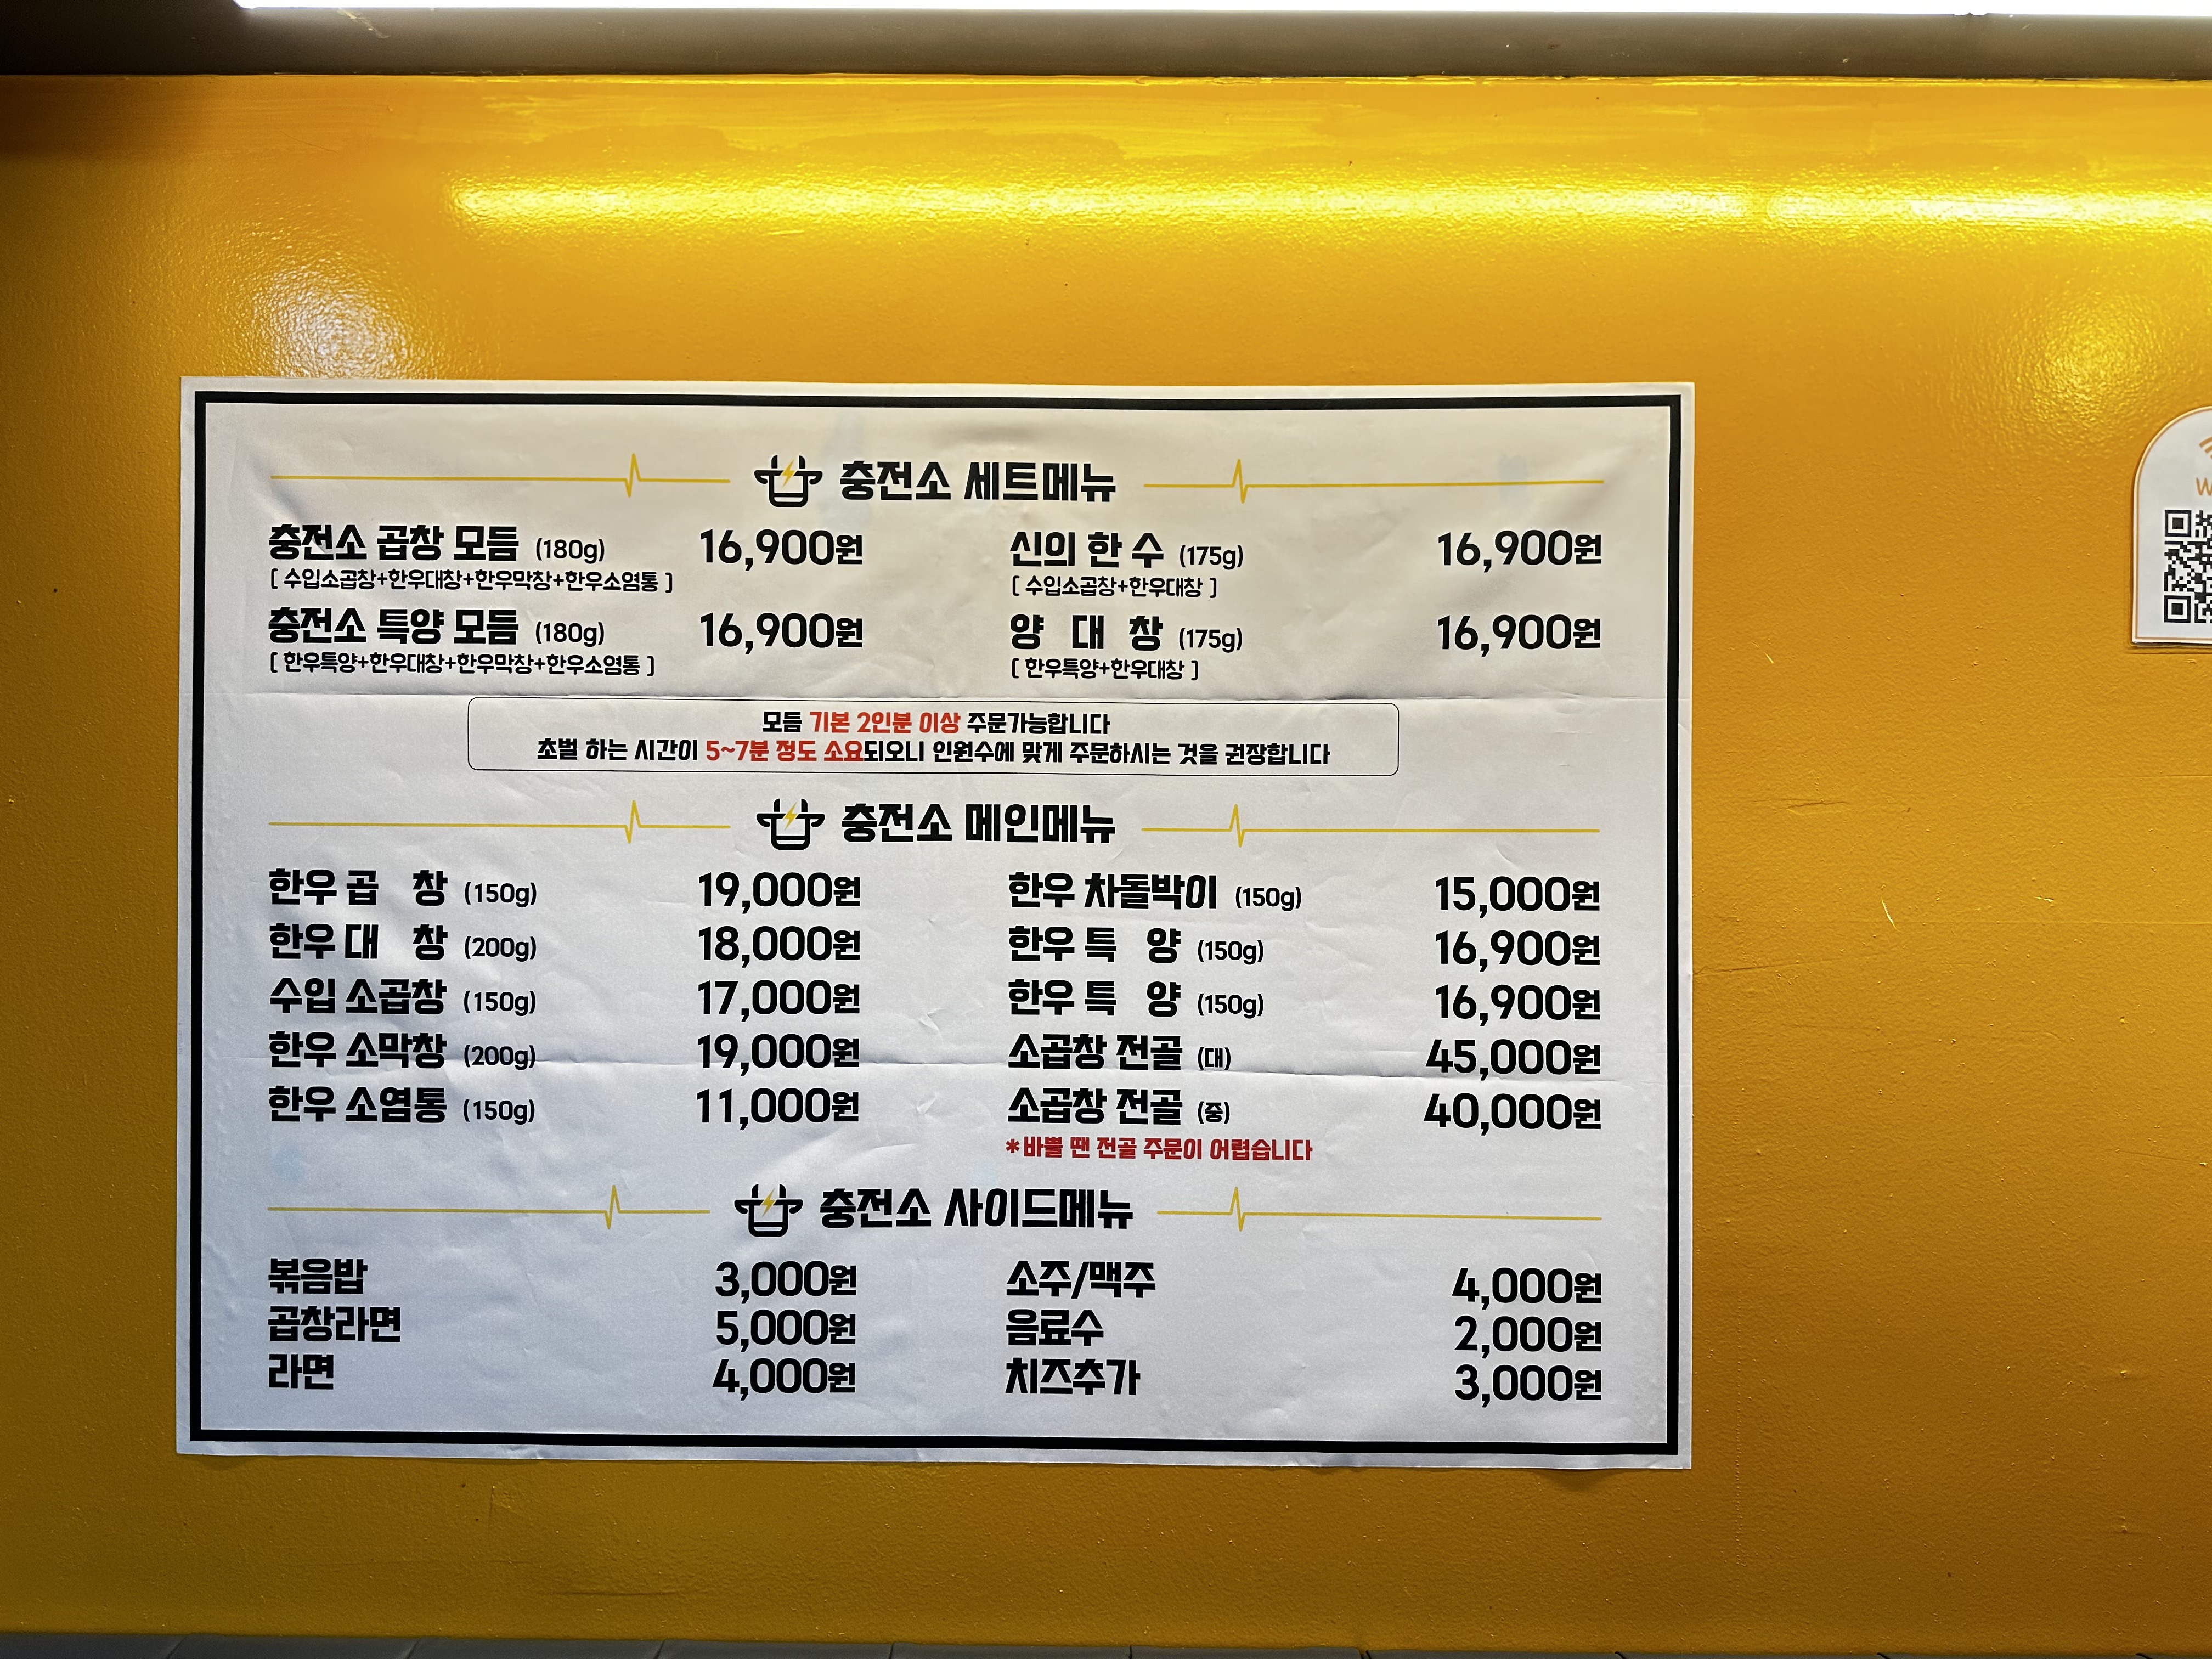 충전소 세트메뉴
충전소 곱창 모듬 (180g) 16,900원
[ 수입소곱창+한우대창+한우막창+한우소염통 ]
충전소 특양 모듬 (180g) 16,900원
[ 한우특양+한우대창+한우막창+한우소염통 ]
신의 한 수 (175g) 16,900원
[ 수입소곱창+한우대창 ]
양 대 창 (175g) 16,900원
[ 한우특양+한우대창 ]
모듬 기본 2인분 이상 주문가능합니다
초벌 하는 시간이 5~7분 정도 소요되오니 인원수에 맞게 주문하시는 것을 권장합니다
충전소 메인메뉴
한우 곱 창 (150g) 19,000원
한우 대 창 (200g) 18,000원
수입 소곱창 (150g) 17,000원
한우 소막창 (200g) 19,000원
한우 소염통 (150g) 11,000원
한우 차돌박이 (150g) 15,000원
한우 특 양 (150g) 16,900원
한우 특 양 (150g) 16,900원
소곱창 전골 (대) 45,000원
소곱창 전골 (중) 40,000원
*바쁠 땐 전골 주문이 어렵습니다
충전소 사이드메뉴
볶음밥 3,000원
곱창라면 5,000원
라면 4,000원
소주/맥주 4,000원
음료수 2,000원
치즈추가 3,000원